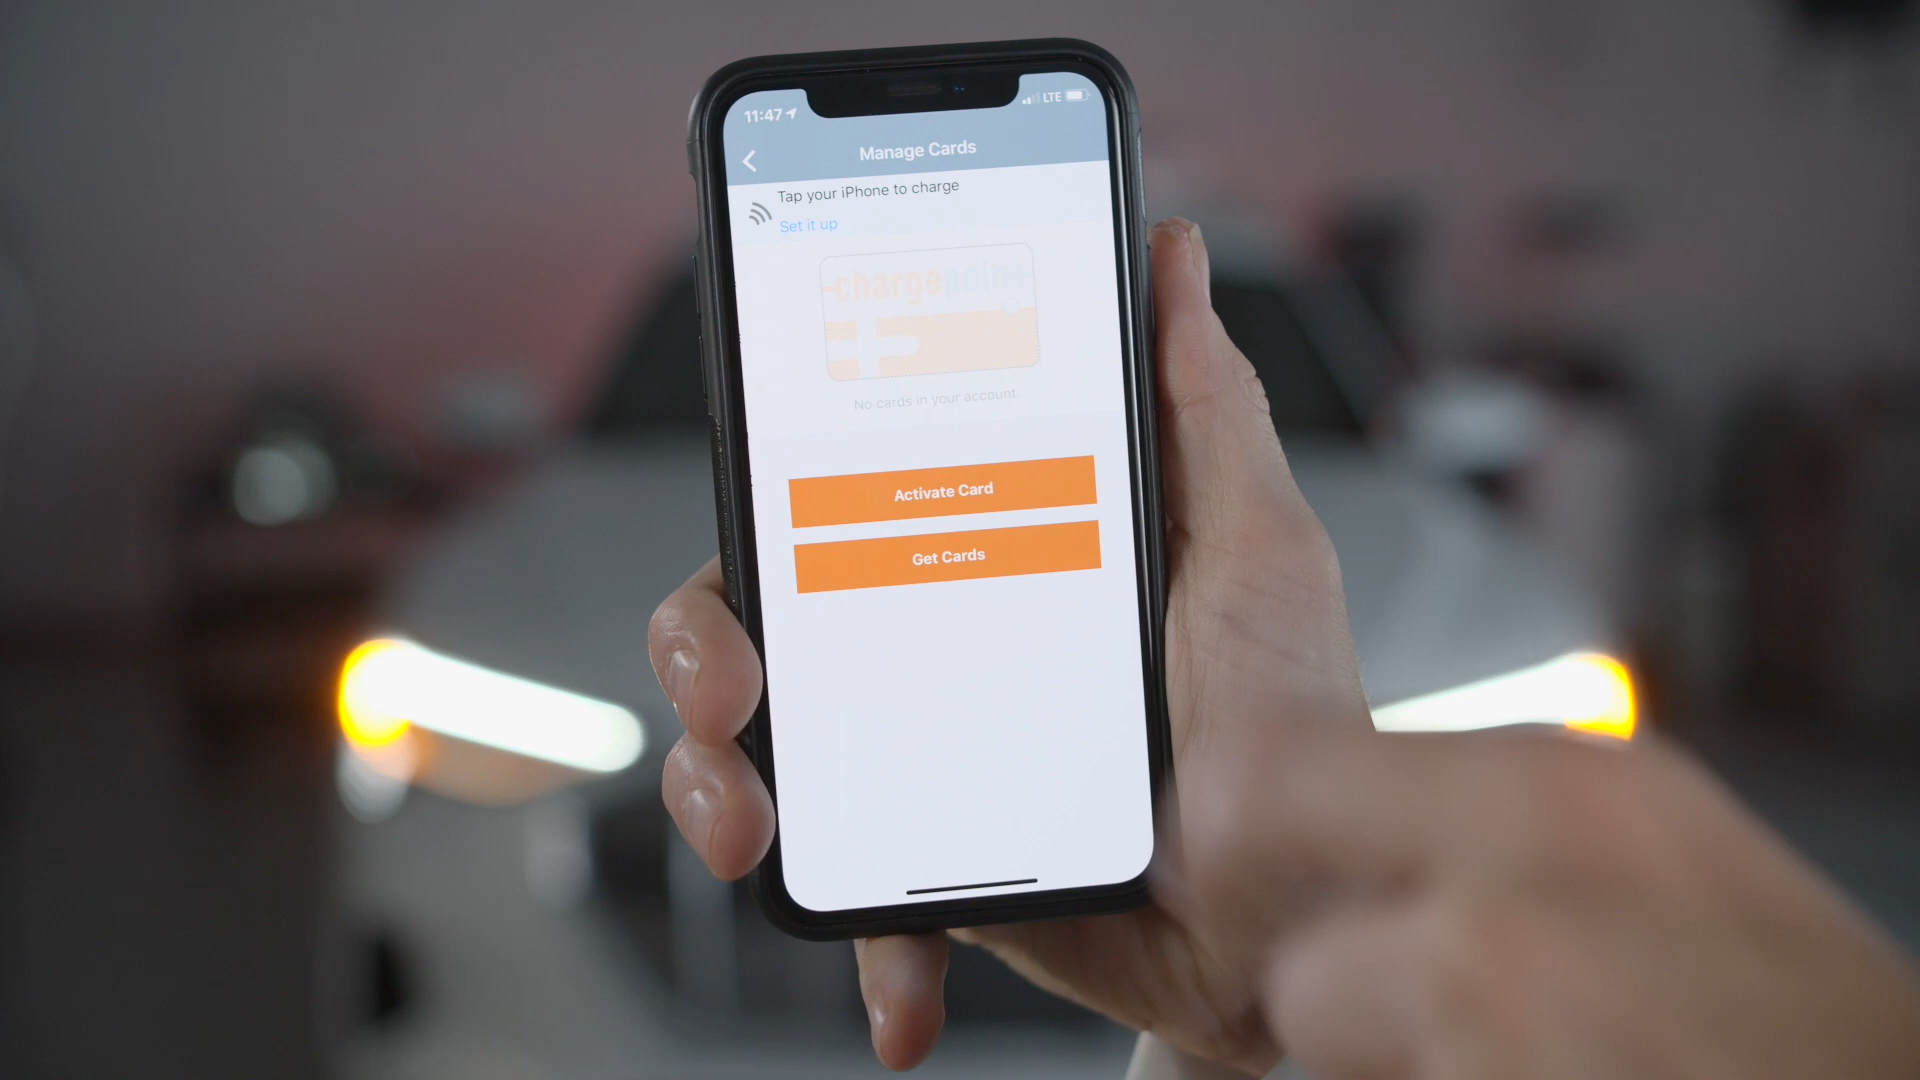 11:47 LTE
Manage Cards
Tap your iPhone to charge
Set it up
chargepoin+
No cards in your account.
Activate Card
Get Cards